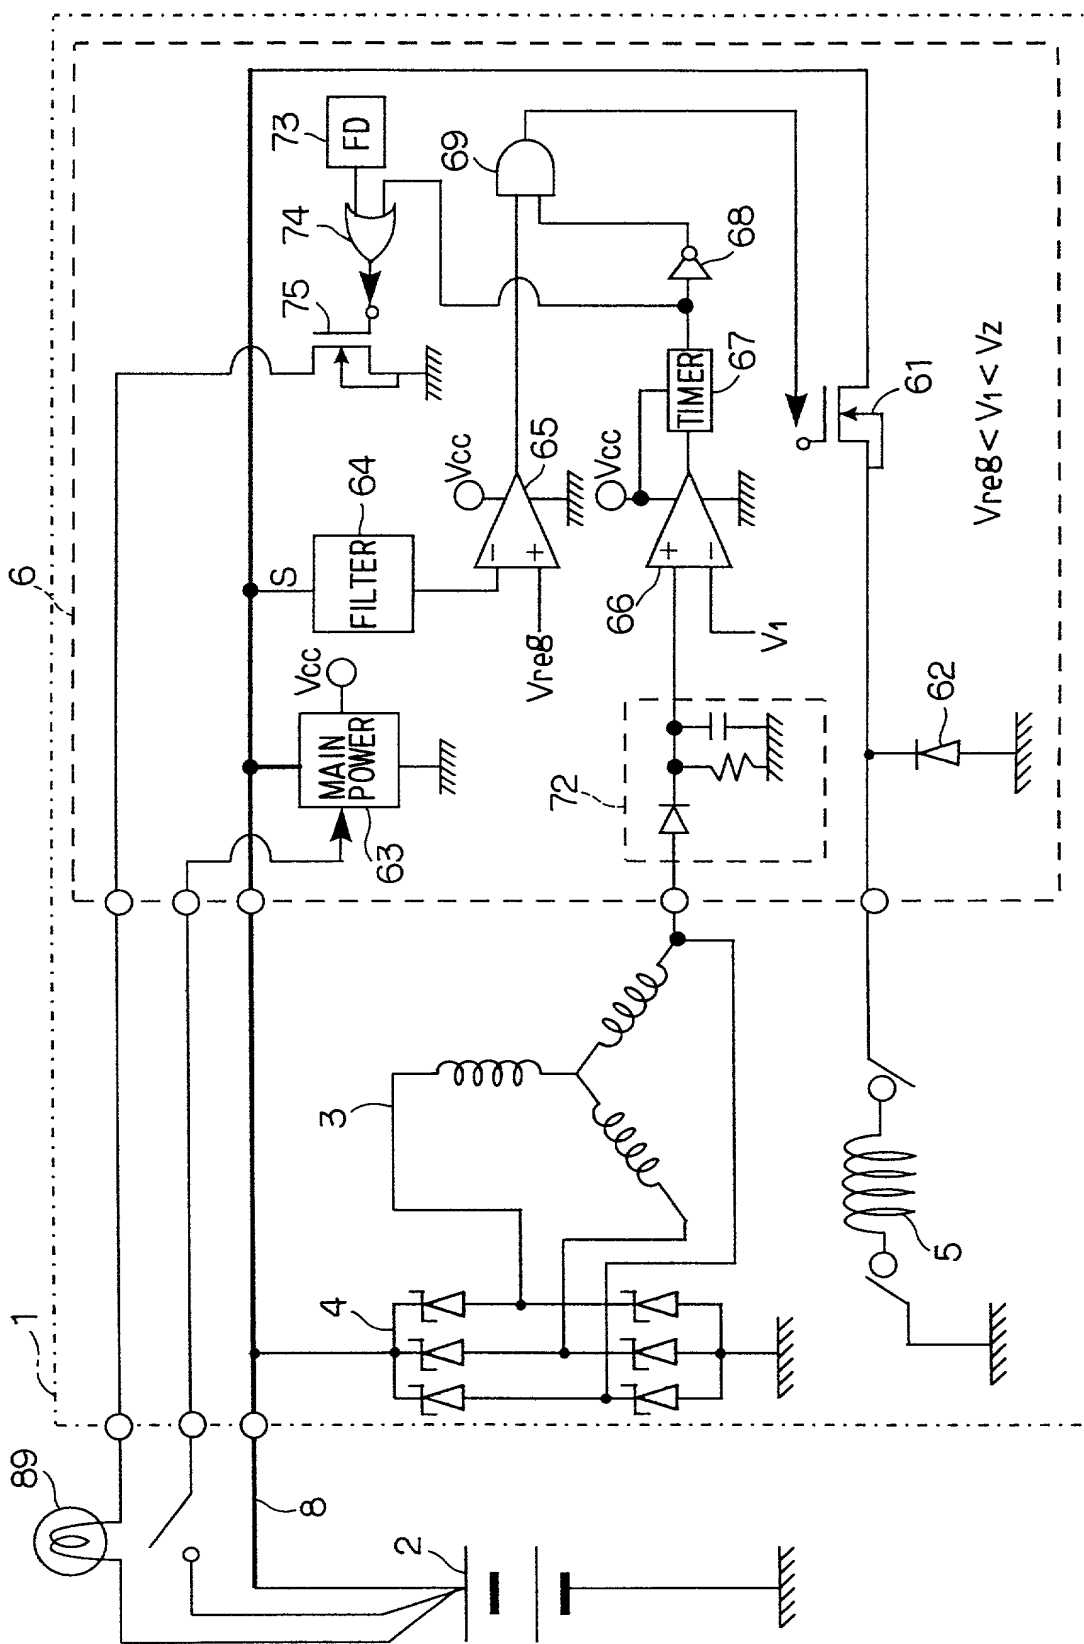 89
1
6
8
2
4
3
5
63
MAIN
POWER
Vcc
S
FILTER
64
75
74
73
FD
Vcc
65
Vreg
69
72
66
V1
Vcc
TIMER
67
68
62
61
Vreg < V1 < Vz